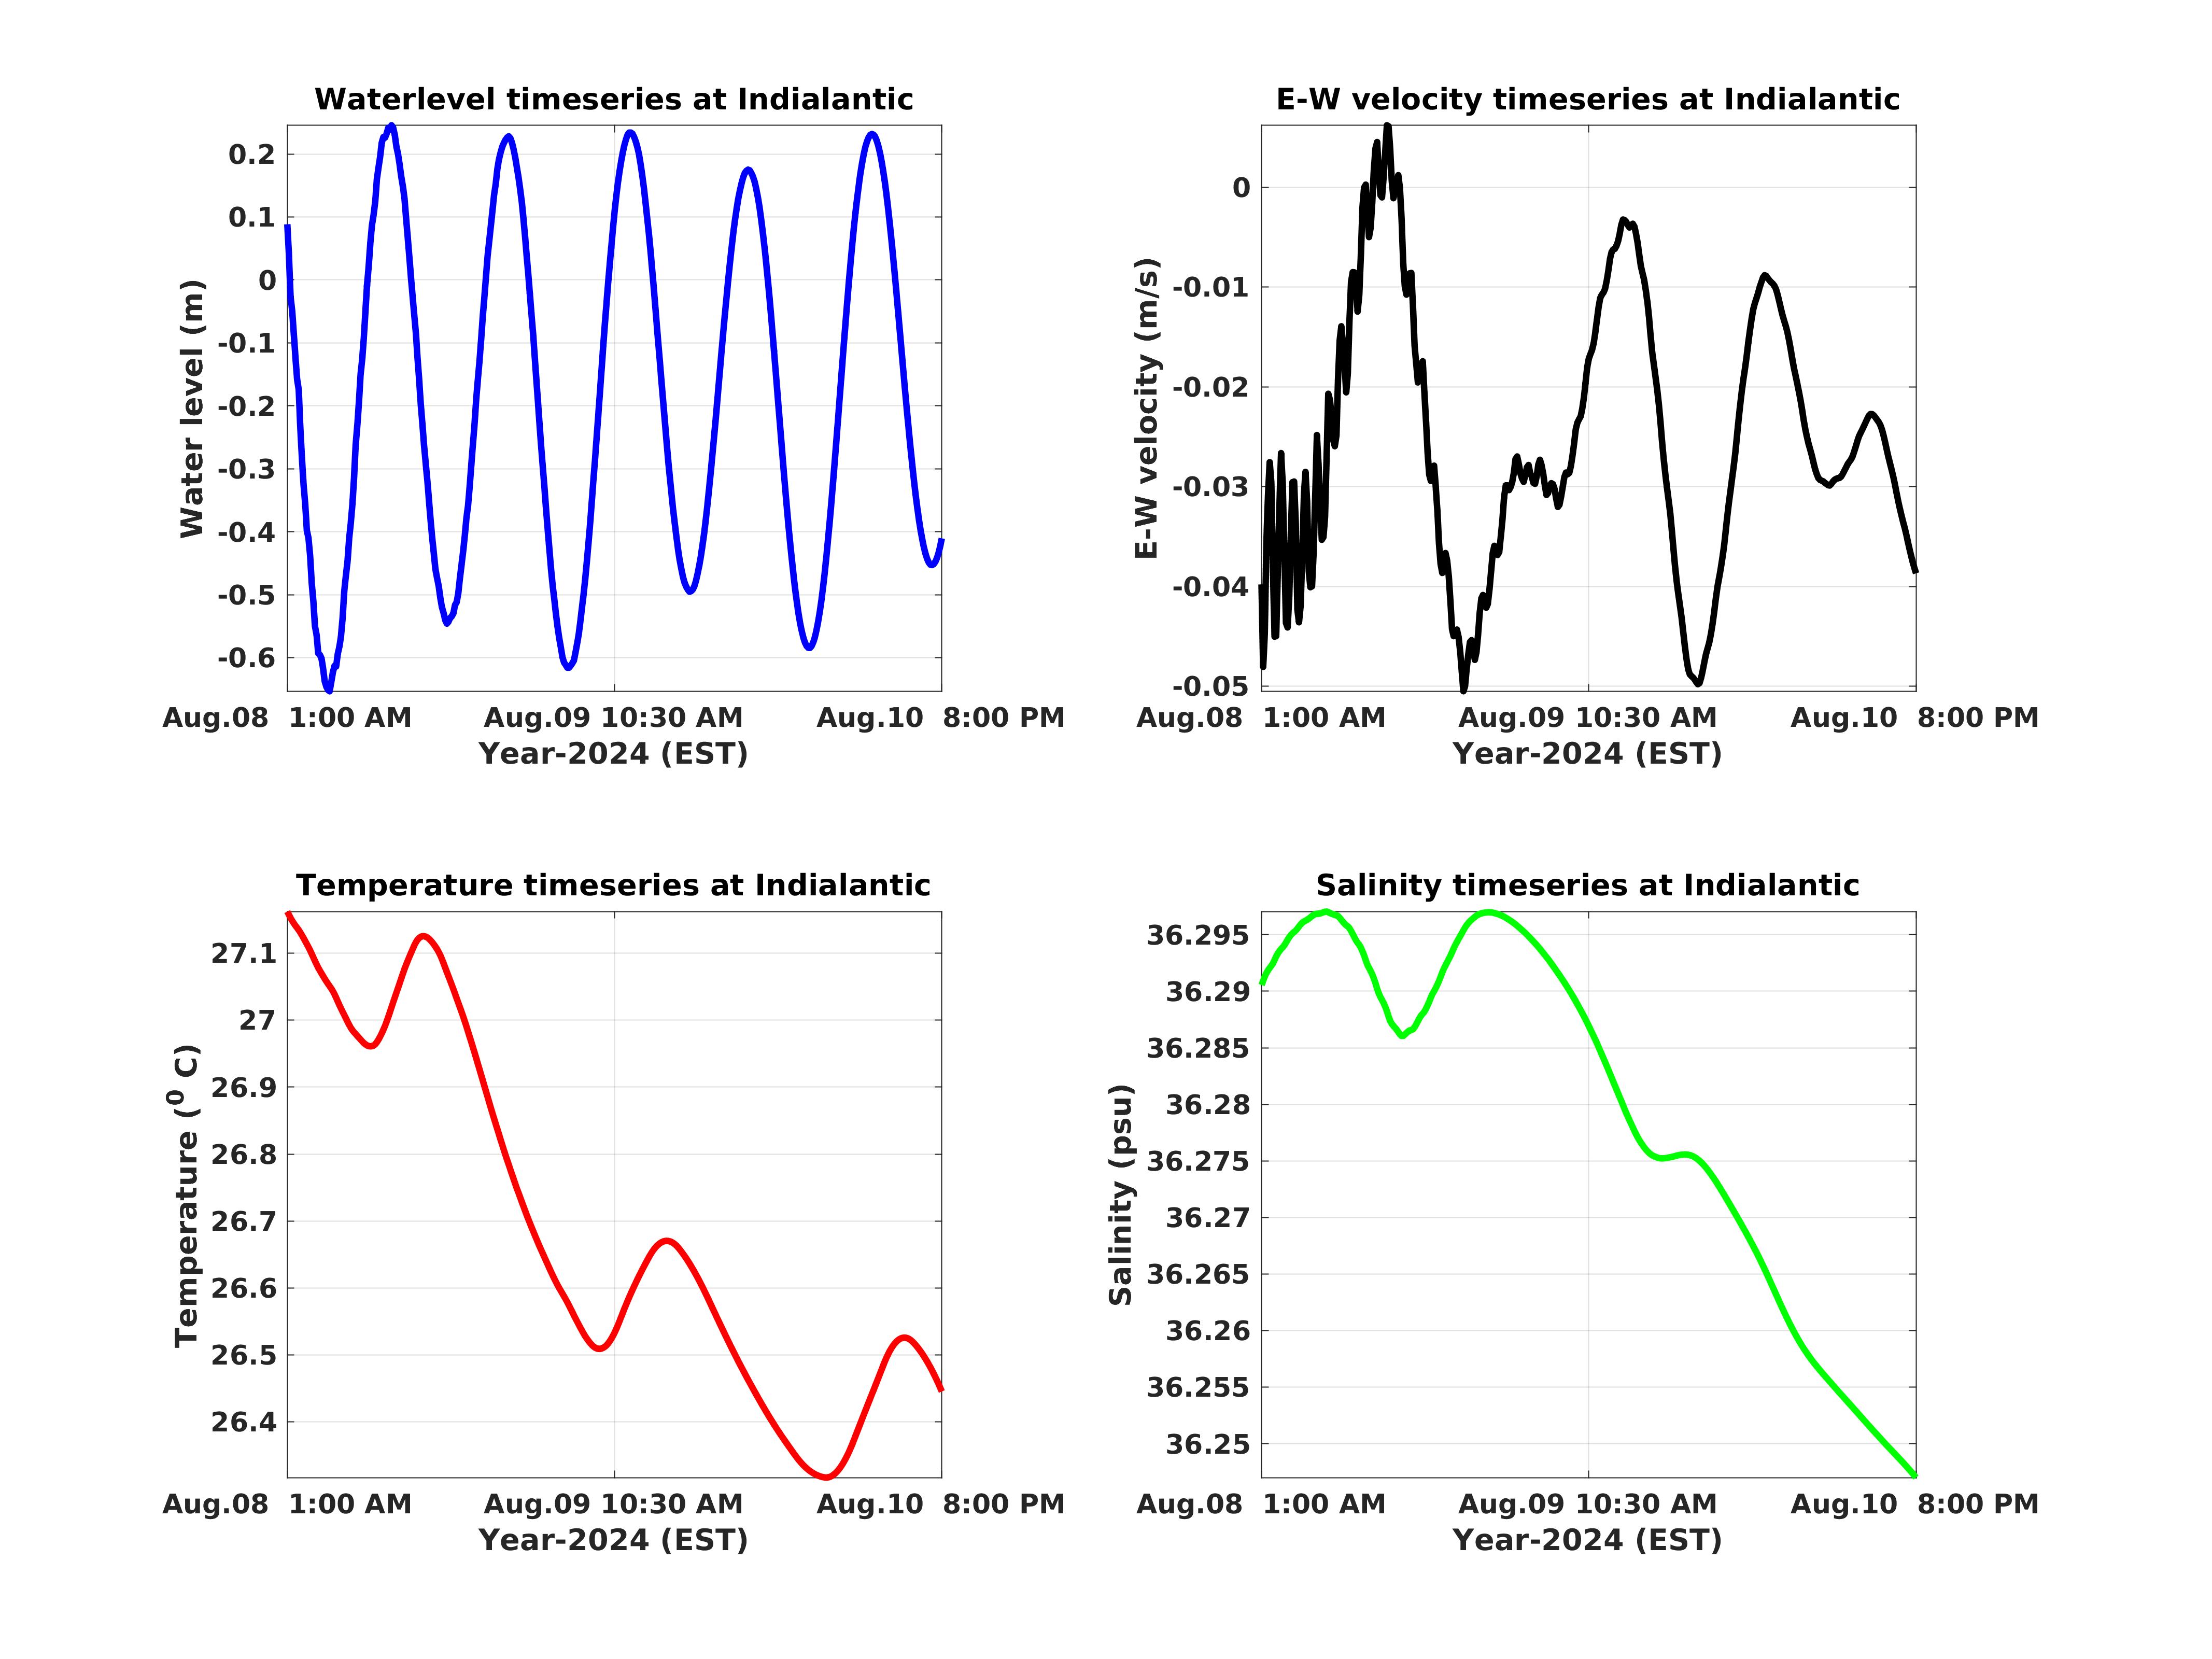 Waterlevel timeseries at Indialantic
0.2
0.1
0
-0.1
-0.2
-0.3
-0.4
-0.5
-0.6
Water level (m)
Aug.08 1:00 AM Aug.09 10:30 AM Aug.10 8:00 PM
Year-2024 (EST)
E-W velocity timeseries at Indialantic
0
-0.01
-0.02
-0.03
-0.04
-0.05
E-W velocity (m/s)
Aug.08 1:00 AM Aug.09 10:30 AM Aug.10 8:00 PM
Year-2024 (EST)
Temperature timeseries at Indialantic
27.1
27
26.9
26.8
26.7
26.6
26.5
26.4
Temperature (⁰ C)
Aug.08 1:00 AM Aug.09 10:30 AM Aug.10 8:00 PM
Year-2024 (EST)
Salinity timeseries at Indialantic
36.295
36.29
36.285
36.28
36.275
36.27
36.265
36.26
36.255
36.25
Salinity (psu)
Aug.08 1:00 AM Aug.09 10:30 AM Aug.10 8:00 PM
Year-2024 (EST)